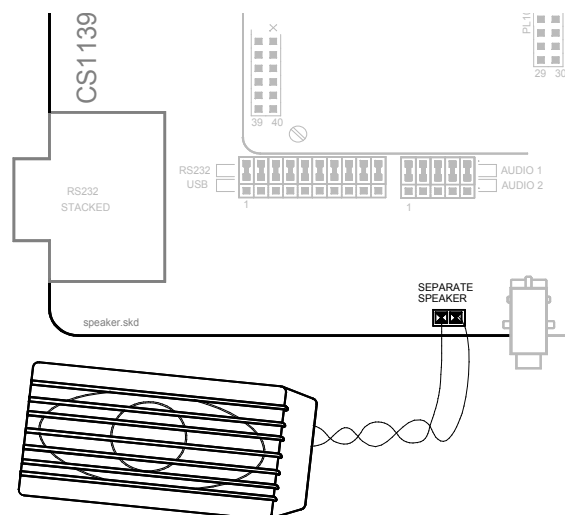 CS1139
PL16
39 40
29 30
RS232
USB
1
1
AUDIO 1
AUDIO 2
RS232
STACKED
SEPARATE
SPEAKER
speaker.skd